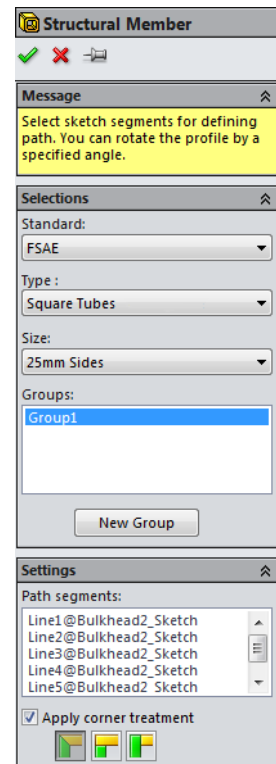 Structural Member
Message
Select sketch segments for defining
path. You can rotate the profile by a
specified angle.
Selections
Standard:
FSAE
Type :
Square Tubes
Size:
25mm Sides
Groups:
Group1
New Group
Settings
Path segments:
Line1@Bulkhead2_Sketch
Line2@Bulkhead2_Sketch
Line3@Bulkhead2_Sketch
Line4@Bulkhead2_Sketch
Line5@Bulkhead2_Sketch
Apply corner treatment